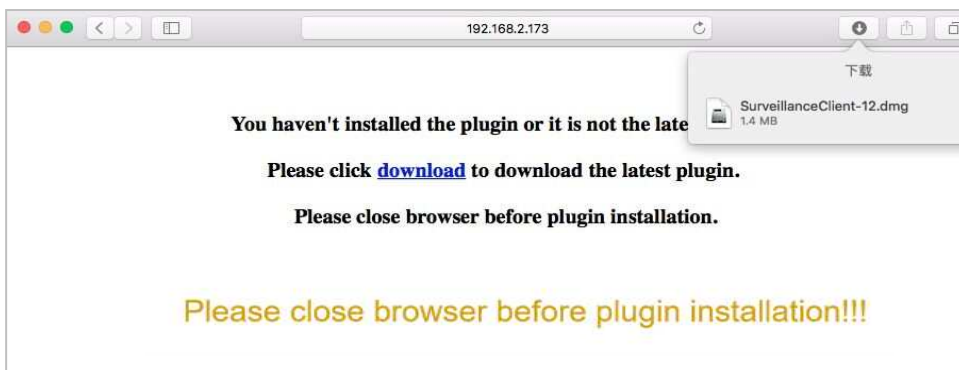 192.168.2.173
下载
SurveillanceClient-12.dmg
1.4 MB
You haven't installed the plugin or it is not the late
Please click download to download the latest plugin.
Please close browser before plugin installation.
Please close browser before plugin installation!!!